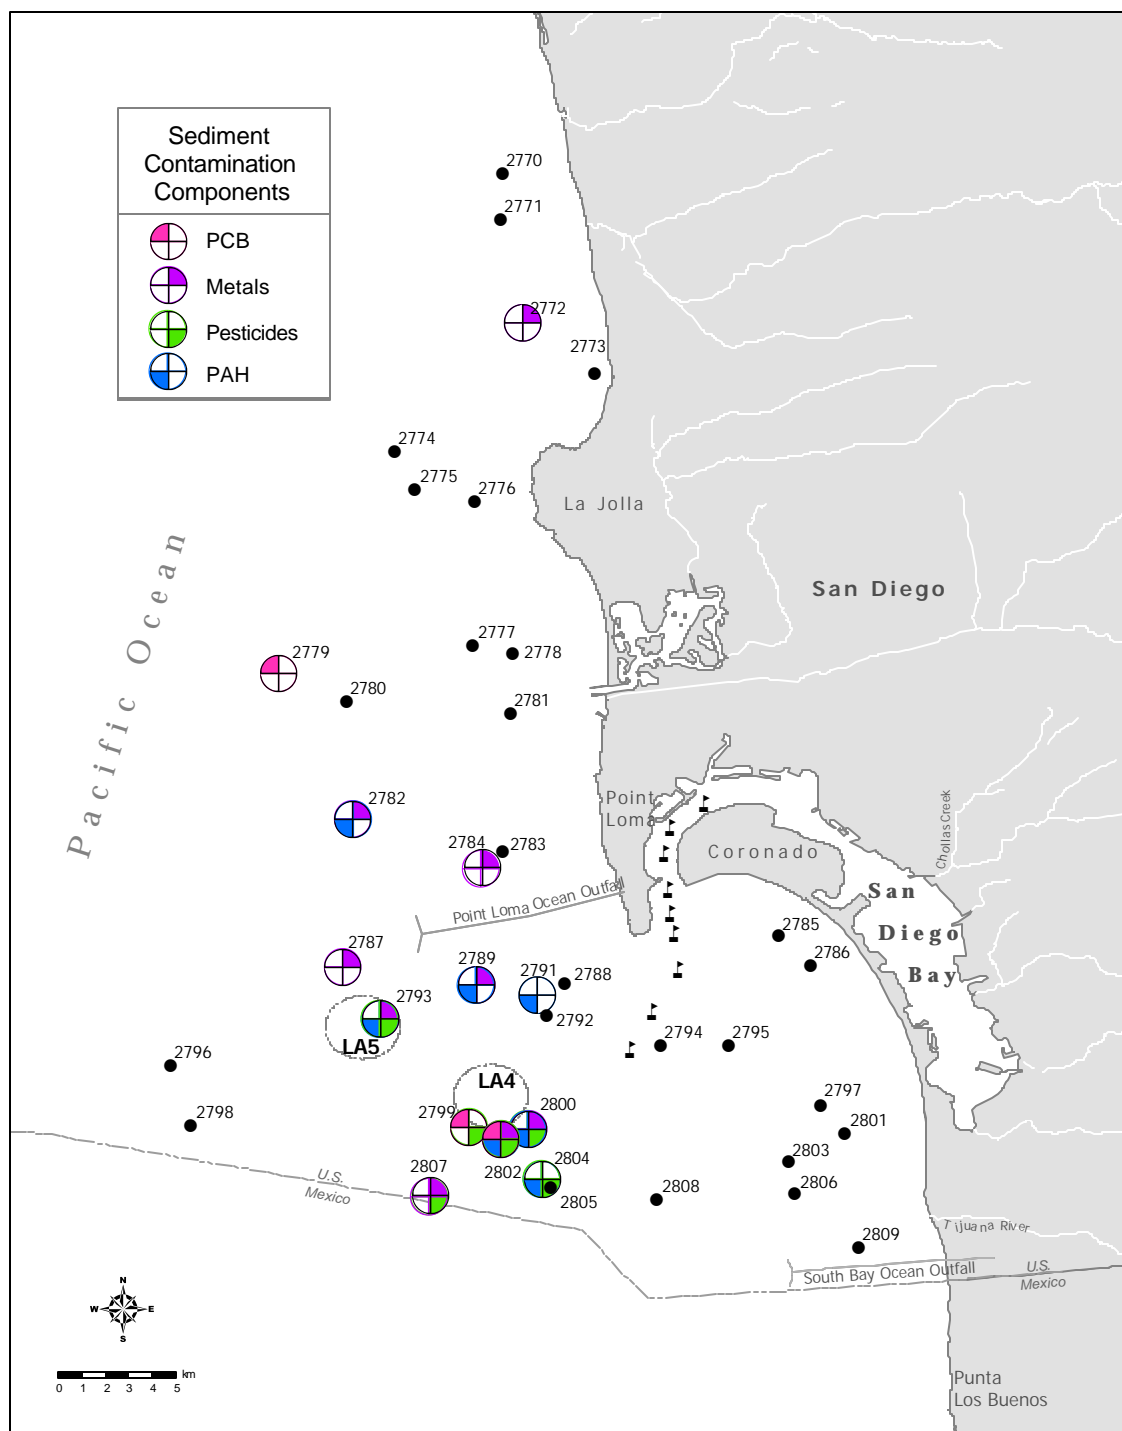 Sediment
Contamination
Components
PCB
Metals
Pesticides
PAH
2770
2771
2772
2773
2774
2775
2776
La Jolla
San Diego
Pacific Ocean
2777
2778
2779
2780
2781
2782
Point
Loma
Coronado
Chollas Creek
2784
2783
Point Loma Ocean Outfall
San
Diego
Bay
2785
2786
2787
2789
2791
2788
2793
2792
LA5
2794
2795
2796
LA4
2798
2799
2800
2797
2801
2802
2804
2803
2807
2805
2808
2806
U.S.
Mexico
Tijuana River
2809
South Bay Ocean Outfall
U.S.
Mexico
N
W
E
S
km
0 1 2 3 4 5
Punta
Los Buenos